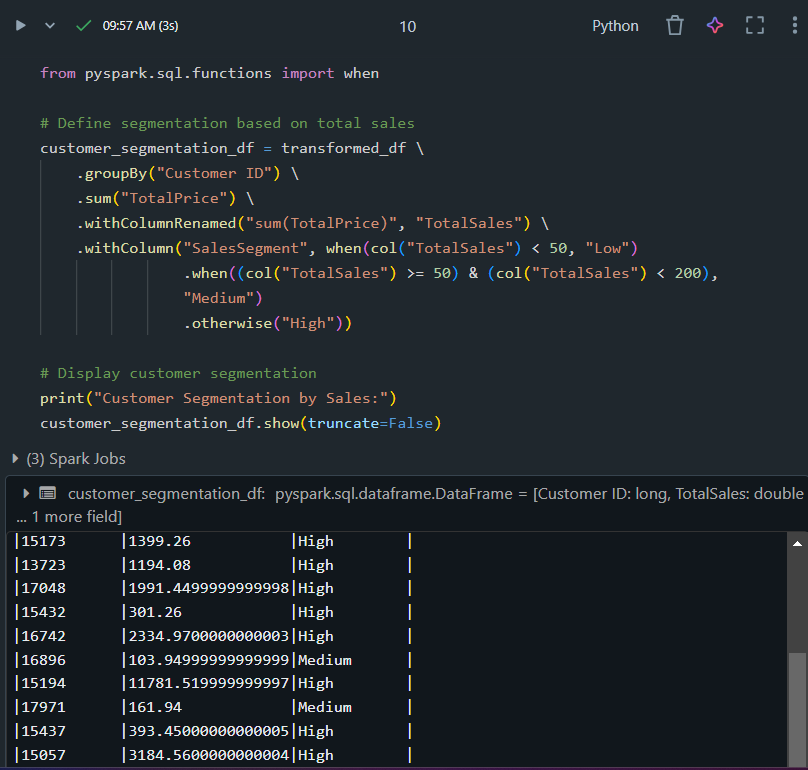 09:57 AM (3s)
10
Python
from pyspark.sql.functions import when
# Define segmentation based on total sales
customer_segmentation_df = transformed_df \
.groupBy("Customer ID") \
.sum("TotalPrice") \
.withColumnRenamed("sum(TotalPrice)", "TotalSales") \
.withColumn("SalesSegment", when(col("TotalSales") < 50, "Low")
.when((col("TotalSales") >= 50) & (col("TotalSales") < 200),
"Medium")
.otherwise("High"))
# Display customer segmentation
print("Customer Segmentation by Sales:")
customer_segmentation_df.show(truncate=False)
(3) Spark Jobs
customer_segmentation_df: pyspark.sql.dataframe.DataFrame = [Customer ID: long, TotalSales: double
... 1 more field]
|15173 |1399.26 |High |
|13723 |1194.08 |High |
|17048 |1991.4499999999998|High |
|15432 |301.26 |High |
|16742 |2334.9700000000003|High |
|16896 |103.94999999999999|Medium |
|15194 |11781.519999999997|High |
|17971 |161.94 |Medium |
|15437 |393.45000000000005|High |
|15057 |3184.5600000000004|High |